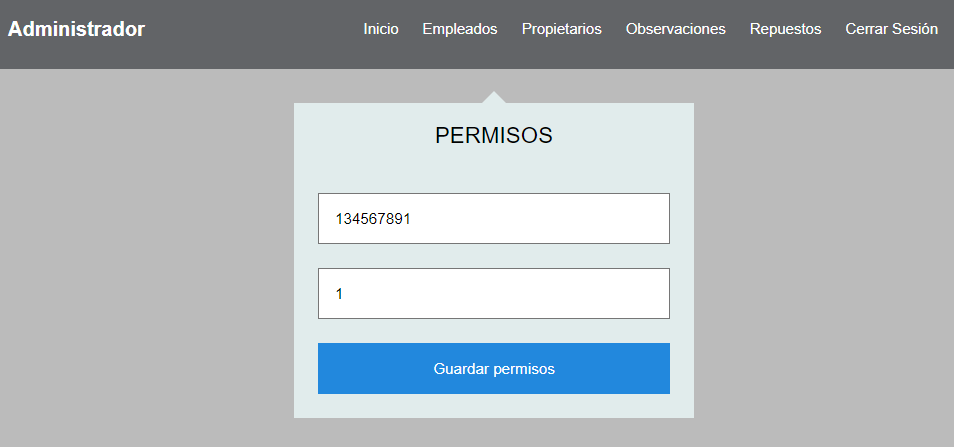 Administrador Inicio Empleados Propietarios Observaciones Repuestos Cerrar Sesión
PERMISOS
134567891
1
Guardar permisos